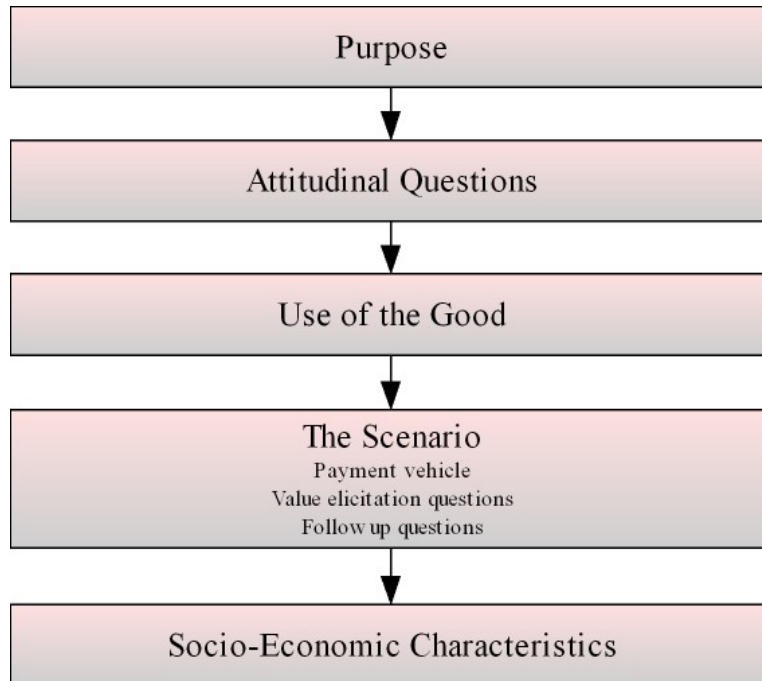 Purpose
Attitudinal Questions
Use of the Good
The Scenario
Payment vehicle
Value elicitation questions
Follow up questions
Socio-Economic Characteristics